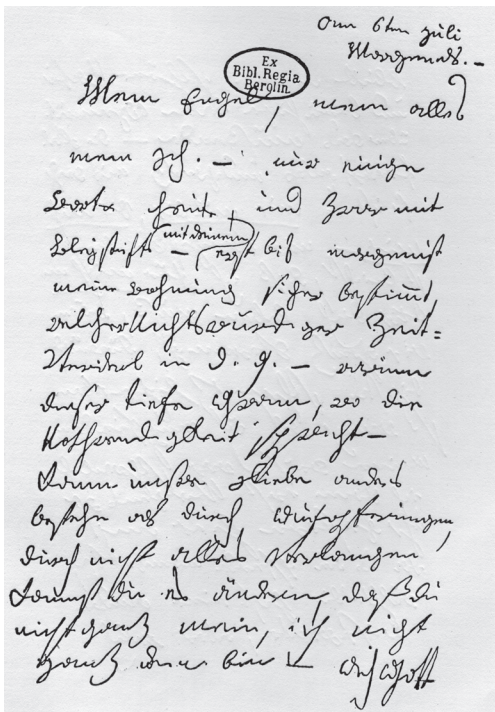 am 6ten juli
Morgends. –
Ex
Bibl. Regia
Berolin.
Mein Engel, mein alles
mein Ich. – nur einige
Worte heute, und zwar mit
Bleystift – (mit deinem) erst bis morgen ist
meine wohnung sicher bestimmt,
welcher Nichtswürdiger Zeit=
Verderb in d. g. – warum
dieser tiefe Gram, wo die
Nothwendigkeit spricht –
Kann unsre Liebe anders
bestehn als durch Aufopferungen,
durch nicht alles verlangen,
kannst du es ändern, daß du
nicht ganz mein, ich nicht
ganz dein bin – Ach Gott